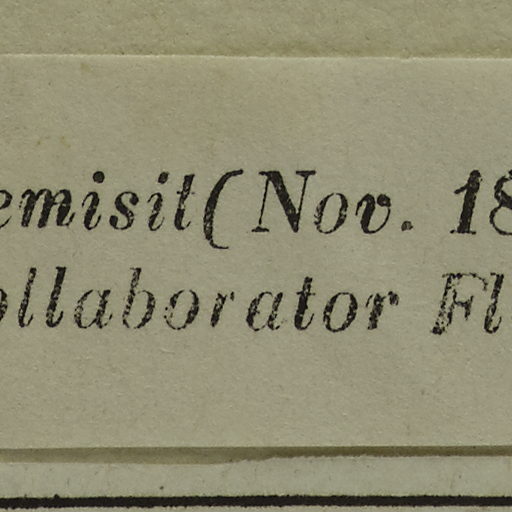 emisit (Nov. 18
ollaborator Fl